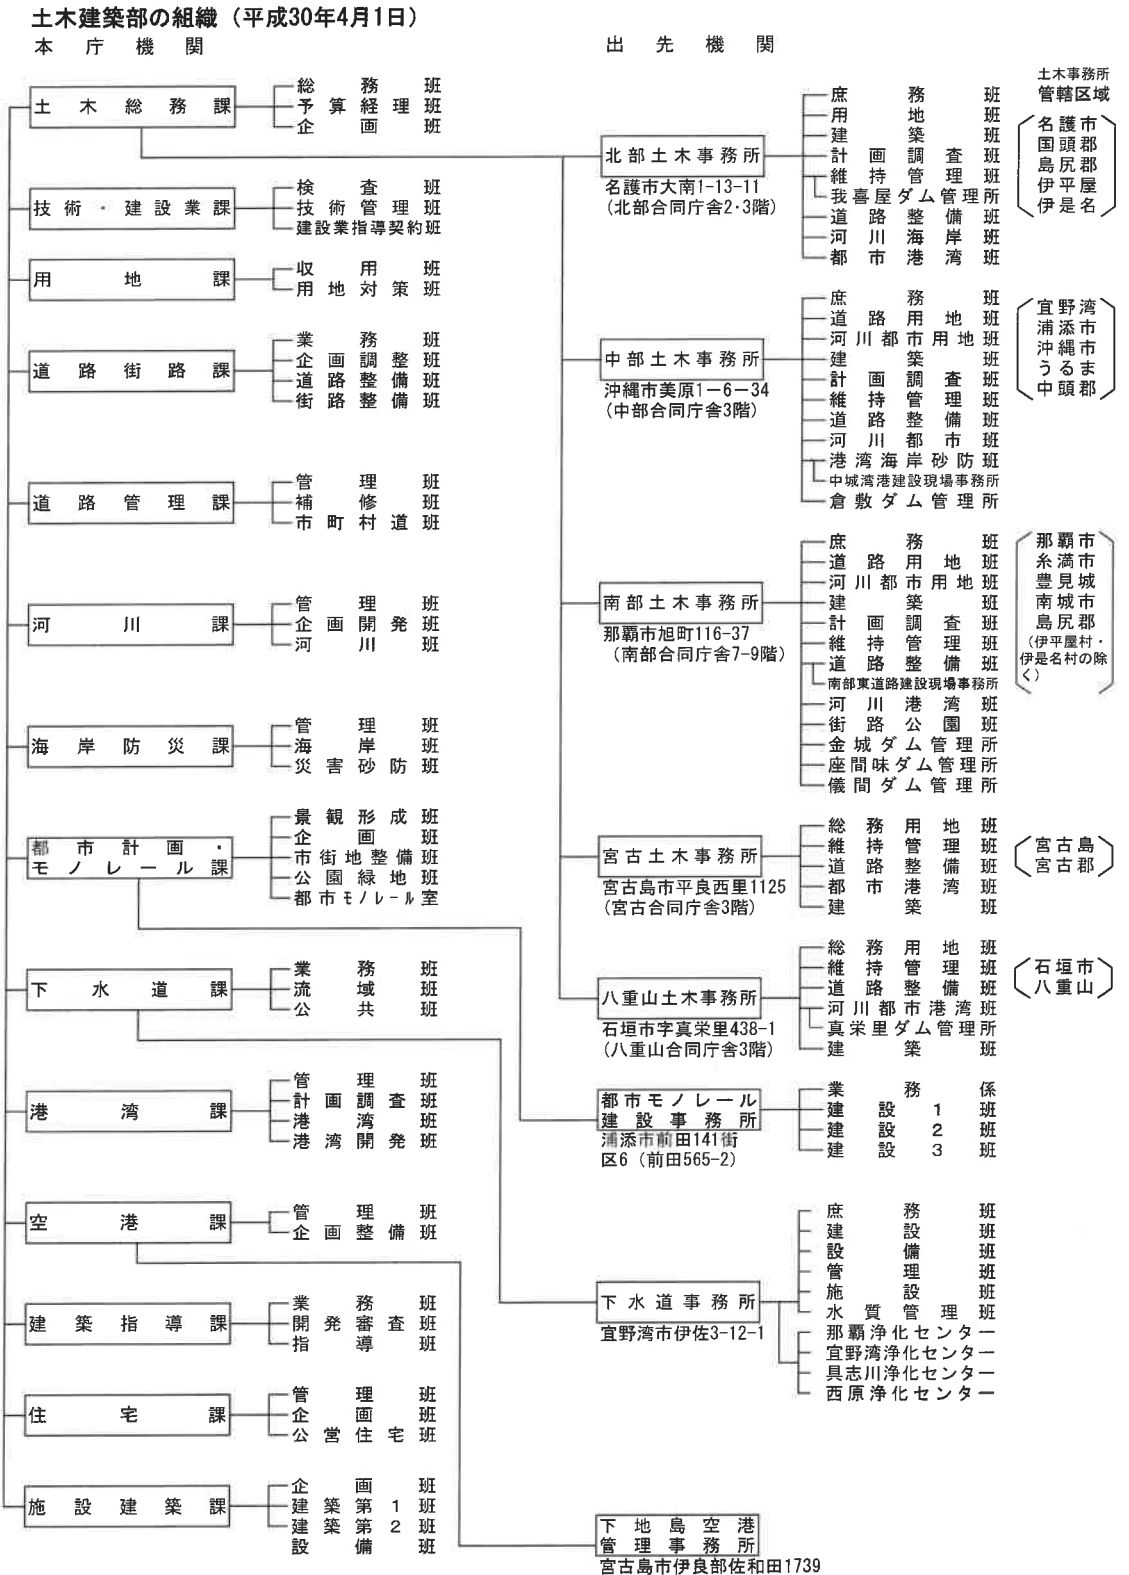 土木建築部の組織（平成30年4月1日）
本庁機関
土木総務課
総務班
予算経理班
企画班
技術・建設業課
検査班
技術管理班
建設業指導契約班
用地課
収用班
用地対策班
道路街路課
業務班
企画調整班
道路整備班
街路整備班
道路管理課
管理班
補修班
市町村道班
河川課
管理班
企画開発班
河川班
海岸防災課
管理班
海岸班
災害砂防班
都市計画・
モノレール課
景観形成班
企画班
市街地整備班
公園緑地班
都市モノレール室
下水道課
業務班
流域班
公共班
港湾課
管理班
計画調査班
港湾班
港湾開発班
空港課
管理班
企画整備班
建築指導課
業務班
開発審査班
指導班
住宅課
管理班
企画班
公営住宅班
施設建築課
企画班
建築第1班
建築第2班
設備班
出先機関
土木事務所
管轄区域
北部土木事務所
名護市大南1-13-11
（北部合同庁舎2・3階）
庶務班
用地班
建築班
計画調査班
維持管理班
我喜屋ダム管理所
道路整備班
河川海岸班
都市港湾班
名護市
国頭郡
島尻郡
伊平屋
伊是名
中部土木事務所
沖縄市美原1－6－34
（中部合同庁舎3階）
庶務班
道路用地班
河川都市用地班
建築班
計画調査班
維持管理班
道路整備班
河川都市班
港湾海岸砂防班
中城湾港建設現場事務所
倉敷ダム管理所
宜野湾
浦添市
沖縄市
うるま
中頭郡
南部土木事務所
那覇市旭町116-37
（南部合同庁舎7-9階）
庶務班
道路用地班
河川都市用地班
建築班
計画調査班
維持管理班
道路整備班
南部東道路建設現場事務所
河川港湾班
街路公園班
金城ダム管理所
座間味ダム管理所
儀間ダム管理所
那覇市
糸満市
豊見城
南城市
島尻郡
（伊平屋村・
伊是名村の除
く）
宮古土木事務所
宮古島市平良西里1125
（宮古合同庁舎3階）
総務用地班
維持管理班
道路整備班
都市港湾班
建築班
宮古島
宮古郡
八重山土木事務所
石垣市字真栄里438-1
（八重山合同庁舎3階）
総務用地班
維持管理班
道路整備班
河川都市港湾班
真栄里ダム管理所
建築班
石垣市
八重山
都市モノレール
建設事務所
浦添市前田141街
区6（前田565-2）
業務係
建設1班
建設2班
建設3班
下水道事務所
宜野湾市伊佐3-12-1
庶務班
建設班
設備班
管理班
施設班
水質管理班
那覇浄化センター
宜野湾浄化センター
具志川浄化センター
西原浄化センター
下地島空港
管理事務所
宮古島市伊良部佐和田1739